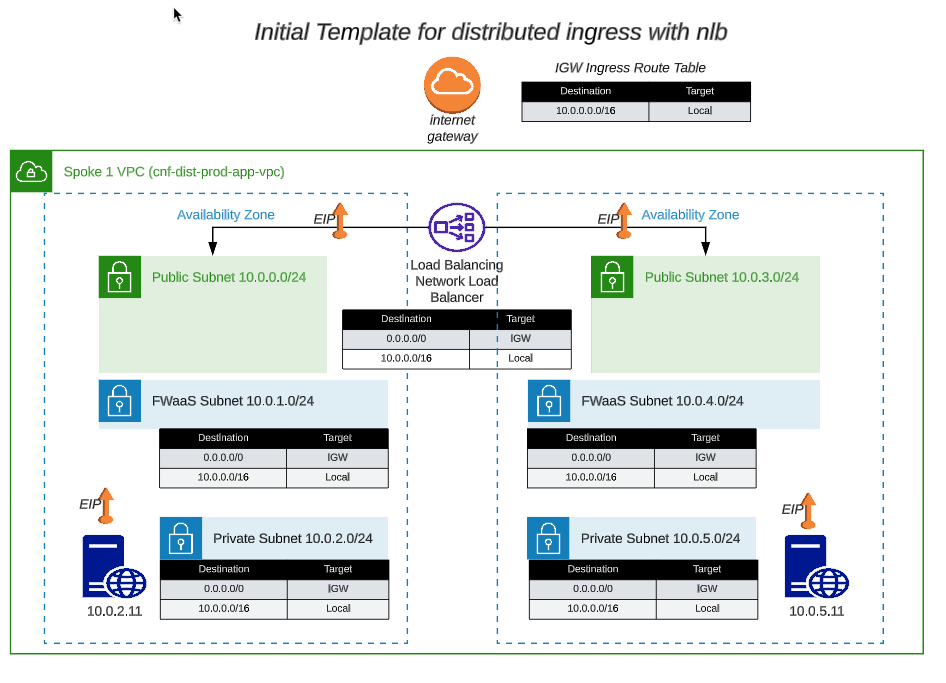 Initial Template for distributed ingress with nlb
IGW Ingress Route Table
Destination Target
10.0.0.0.0/16 Local
internet
gateway
Spoke 1 VPC (cnf-dist-prod-app-vpc)
Availability Zone
EIP
EIP
Availability Zone
Public Subnet 10.0.0.0/24
Load Balancing
Network Load
Balancer
Public Subnet 10.0.3.0/24
Destination Target
0.0.0.0/0 IGW
10.0.0.0/16 Local
FWaaS Subnet 10.0.1.0/24
Destination Target
0.0.0.0/0 IGW
10.0.0.0/16 Local
FWaaS Subnet 10.0.4.0/24
Destination Target
0.0.0.0/0 IGW
10.0.0.0/16 Local
EIP
10.0.2.11
Private Subnet 10.0.2.0/24
Destination Target
0.0.0.0/0 IGW
10.0.0.0/16 Local
Private Subnet 10.0.5.0/24
Destination Target
0.0.0.0/0 IGW
10.0.0.0/16 Local
EIP
10.0.5.11